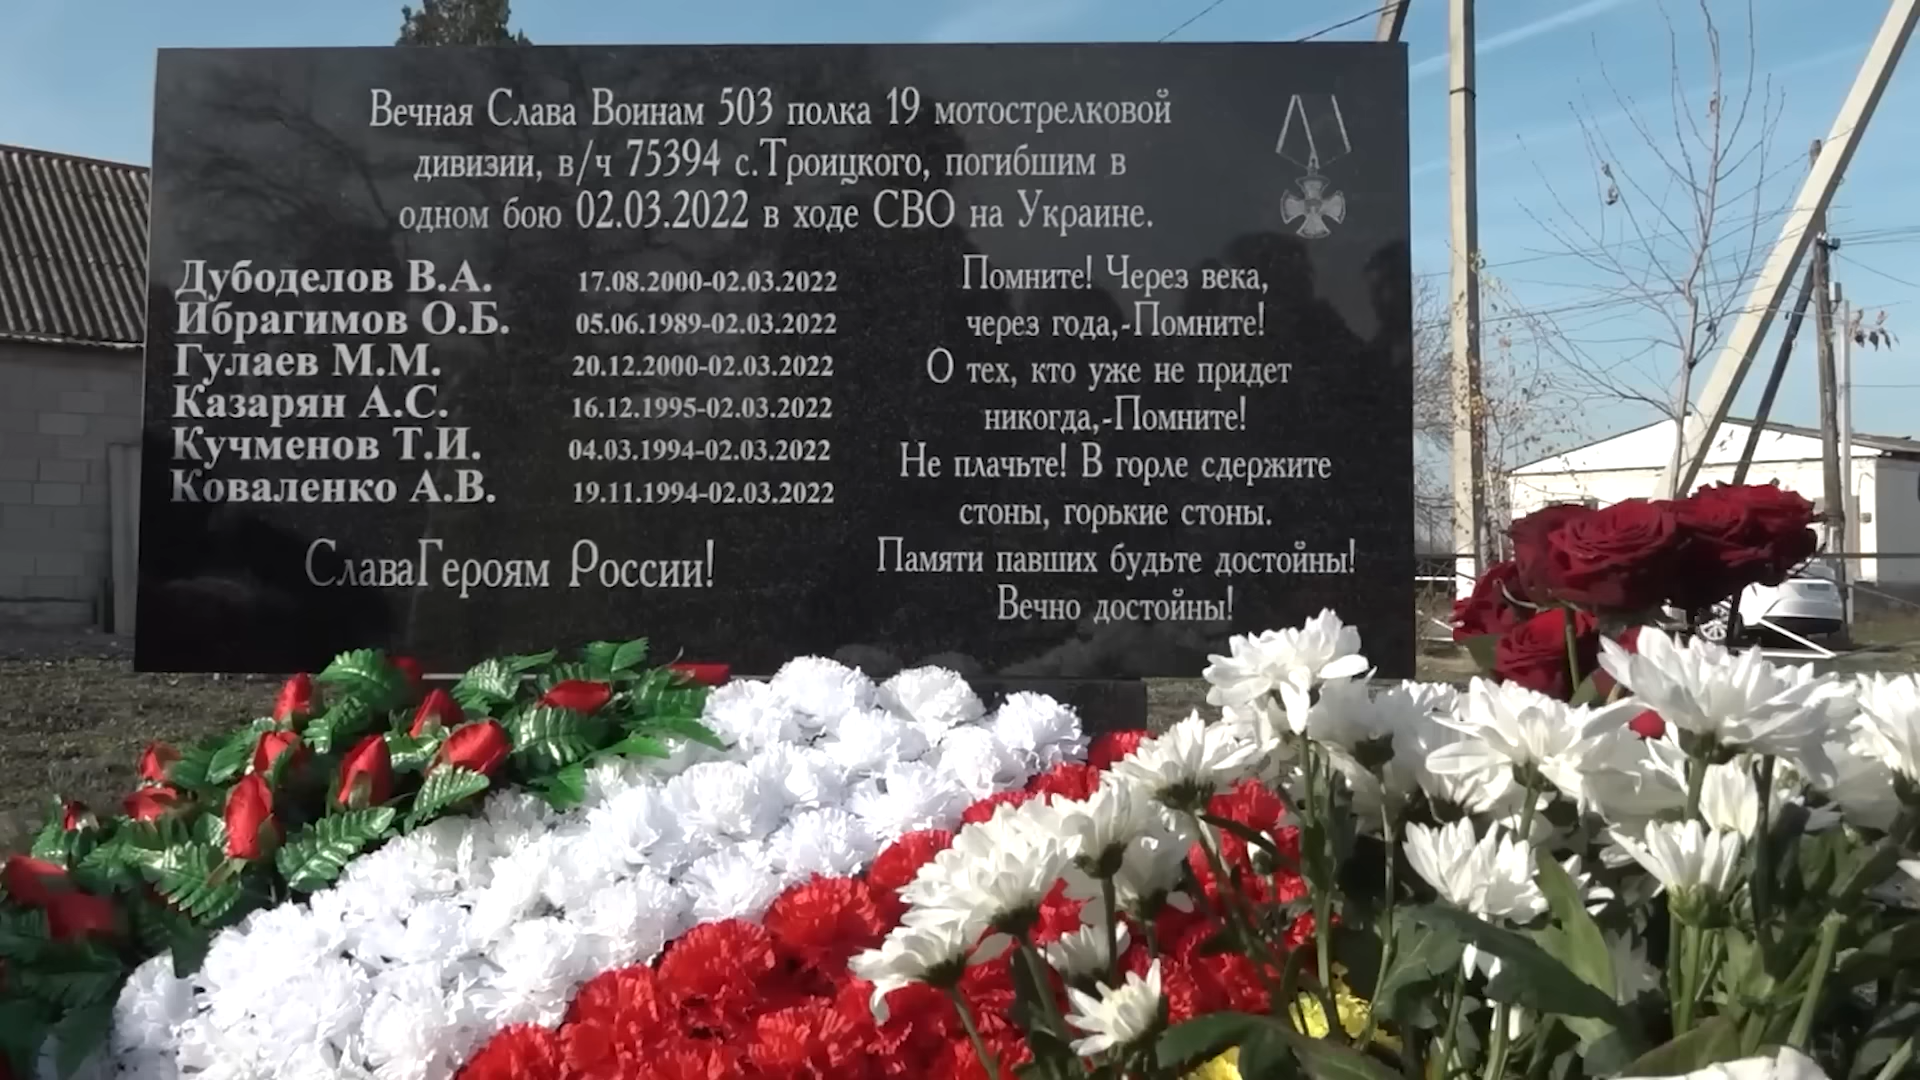 Вечная Слава Воинам 503 полка 19 мотострелковой
дивизии, в/ч 75394 с.Троицкого, погибшим в
одном бою 02.03.2022 в ходе СВО на Украине.
Дубоделов В.А. 17.08.2000-02.03.2022
Ибрагимов О.Б. 05.06.1989-02.03.2022
Гулаев М.М. 20.12.2000-02.03.2022
Казарян А.С. 16.12.1995-02.03.2022
Кучменов Т.И. 04.03.1994-02.03.2022
Коваленко А.В. 19.11.1994-02.03.2022
СлаваГероям России!
Помните! Через века,
через года,-Помните!
О тех, кто уже не придет
никогда,-Помните!
Не плачьте! В горле сдержите
стоны, горькие стоны.
Памяти павших будьте достойны!
Вечно достойны!